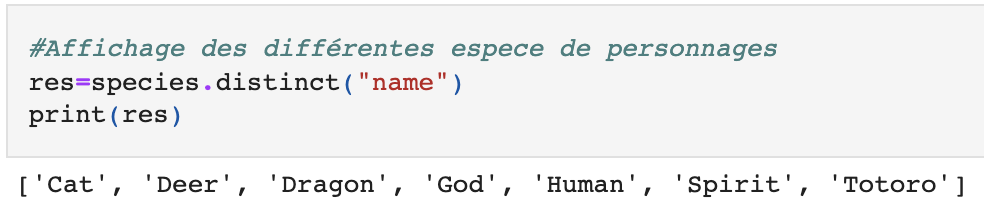 #Affichage des différentes espece de personnages
res=species.distinct("name")
print(res)
['Cat', 'Deer', 'Dragon', 'God', 'Human', 'Spirit', 'Totoro']